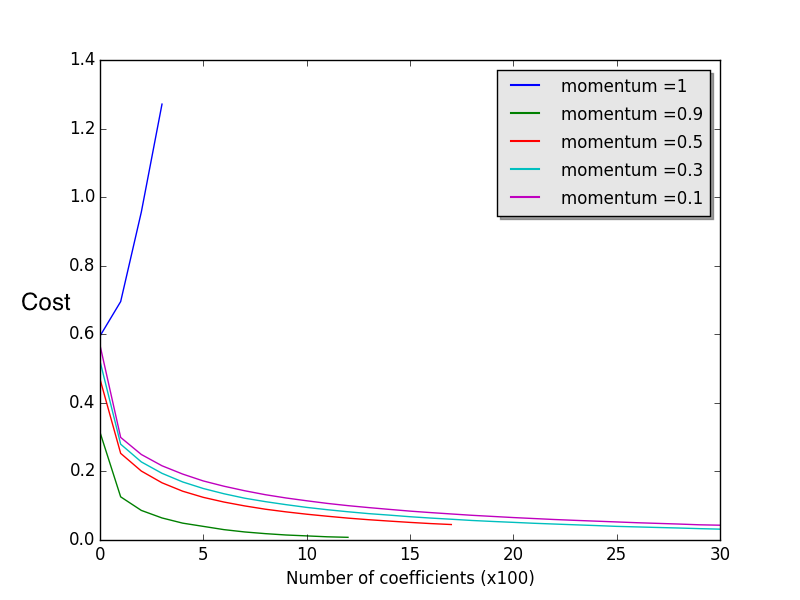 1.4
1.2
1.0
0.8
0.6
0.4
0.2
0.0
Cost
0 5 10 15 20 25 30
Number of coefficients (x100)
momentum =1
momentum =0.9
momentum =0.5
momentum =0.3
momentum =0.1